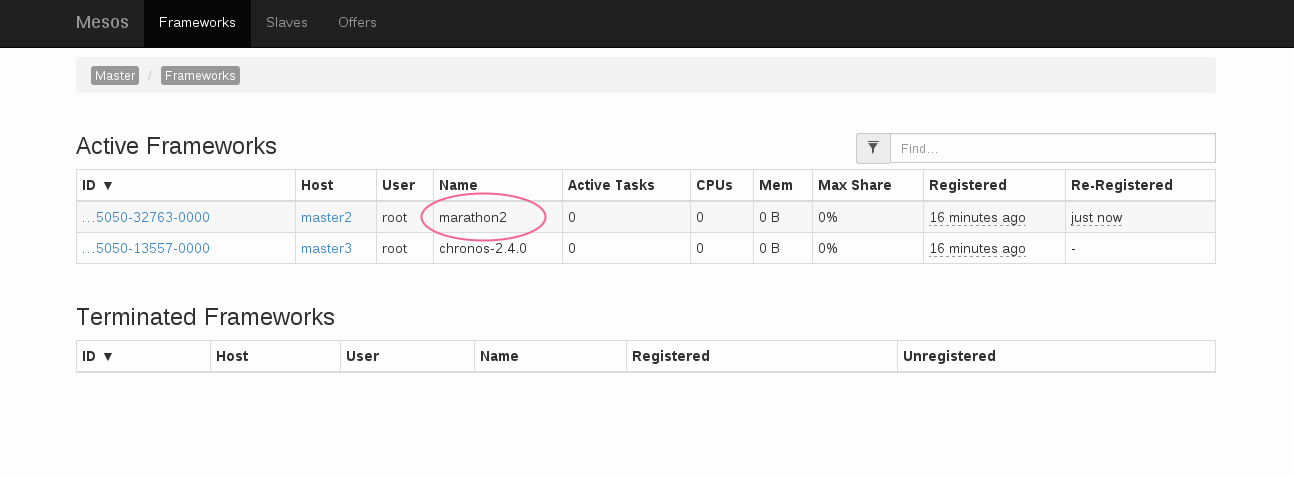 Mesos Frameworks Slaves Offers
Master / Frameworks
Active Frameworks Find...
ID ▼ Host User Name Active Tasks CPUs Mem Max Share Registered Re-Registered
...5050-32763-0000 master2 root marathon2 0 0 0 B 0% 16 minutes ago just now
...5050-13557-0000 master3 root chronos-2.4.0 0 0 0 B 0% 16 minutes ago -
Terminated Frameworks
ID ▼ Host User Name Registered Unregistered